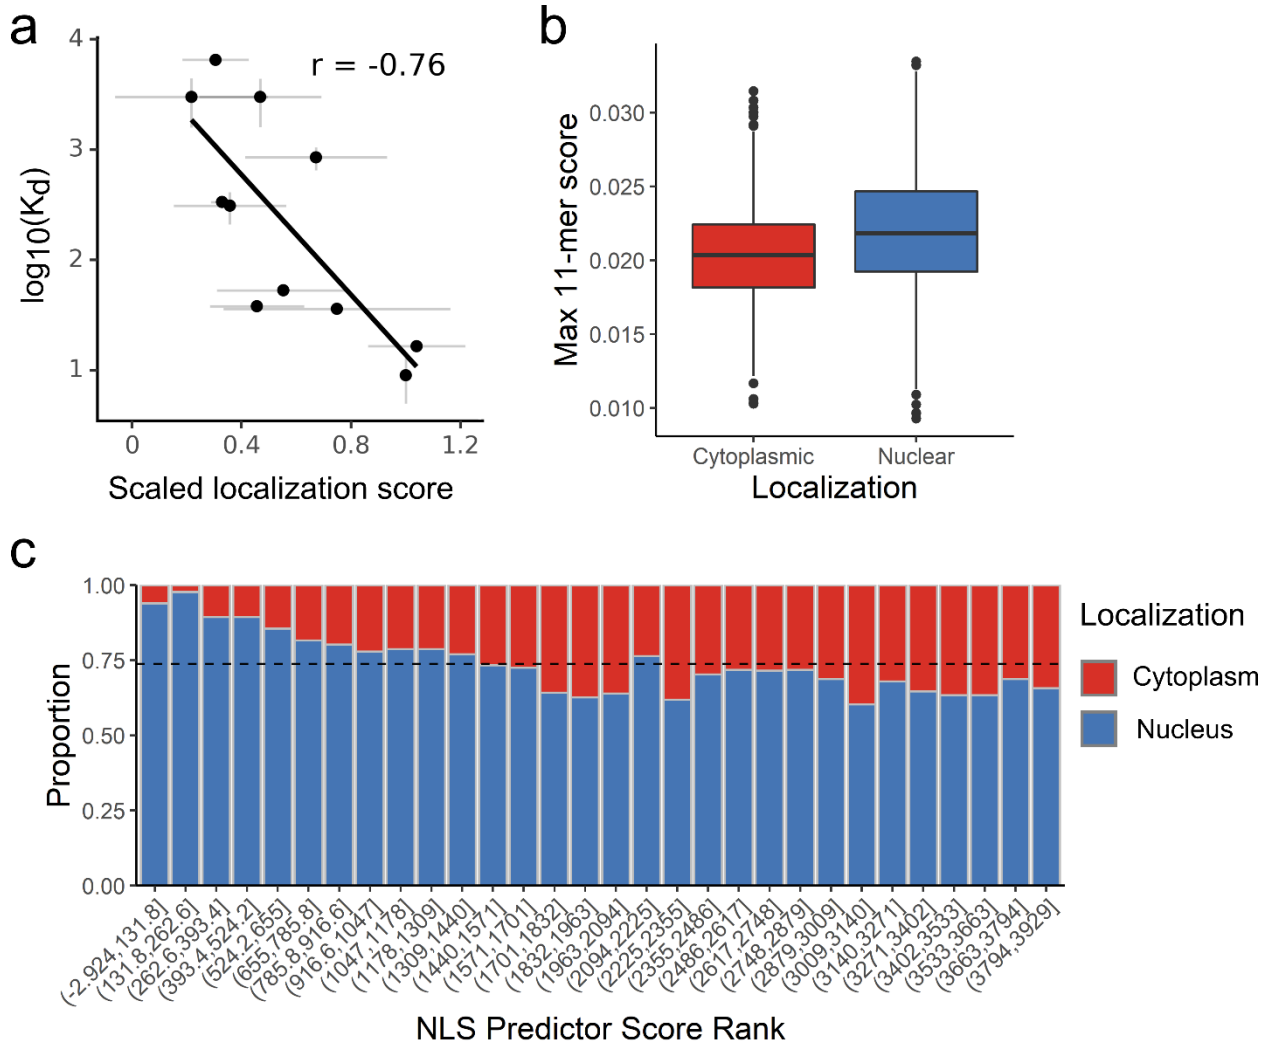 a
4
3
2
1
log10(Kd)
r = -0.76
0 0.4 0.8 1.2
Scaled localization score
b
0.030
0.025
0.020
0.015
0.010
Max 11-mer score
Cytoplasmic Nuclear
Localization
c
1.00
0.75
0.50
0.25
0.00
Proportion
(-2.924,131.8]
(131.8,262.6]
(262.6,393.4]
(393.4,524.2]
(524.2,655]
(655,785.8]
(785.8,916.6]
(916.6,1047]
(1047,1178]
(1178,1309]
(1309,1440]
(1440,1571]
(1571,1701]
(1701,1832]
(1832,1963]
(1963,2094]
(2094,2225]
(2225,2355]
(2355,2486]
(2486,2617]
(2617,2748]
(2748,2879]
(2879,3009]
(3009,3140]
(3140,3271]
(3271,3402]
(3402,3533]
(3533,3663]
(3663,3794]
(3794,3929]
NLS Predictor Score Rank
Localization
Cytoplasm
Nucleus